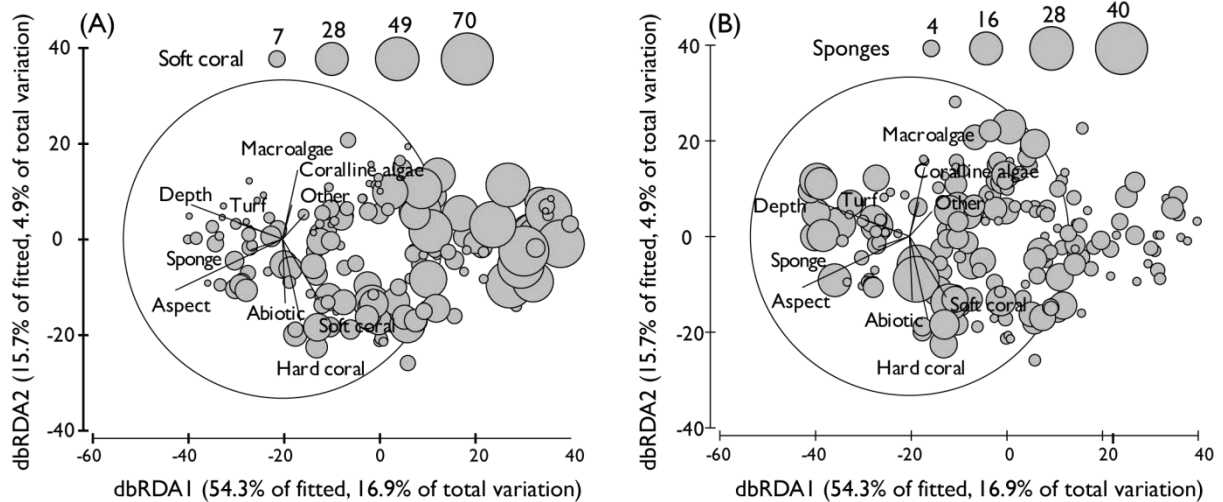 (A)
7
28
49
70
Soft coral
40
20
0
-20
-40
dbRDA2 (15.7% of fitted, 4.9% of total variation)
Macroalgae
Coralline algae
Depth
Turf
Other
Sponge
Aspect
Abiotic
Soft coral
Hard coral
-60
-40
-20
0
20
40
dbRDA1 (54.3% of fitted, 16.9% of total variation)
(B)
4
16
28
40
Sponges
40
20
0
-20
-40
dbRDA2 (15.7% of fitted, 4.9% of total variation)
Macroalgae
Coralline algae
Depth
Turf
Other
Sponge
Aspect
Soft coral
Abiotic
Hard coral
-60
-40
-20
0
20
40
dbRDA1 (54.3% of fitted, 16.9% of total variation)